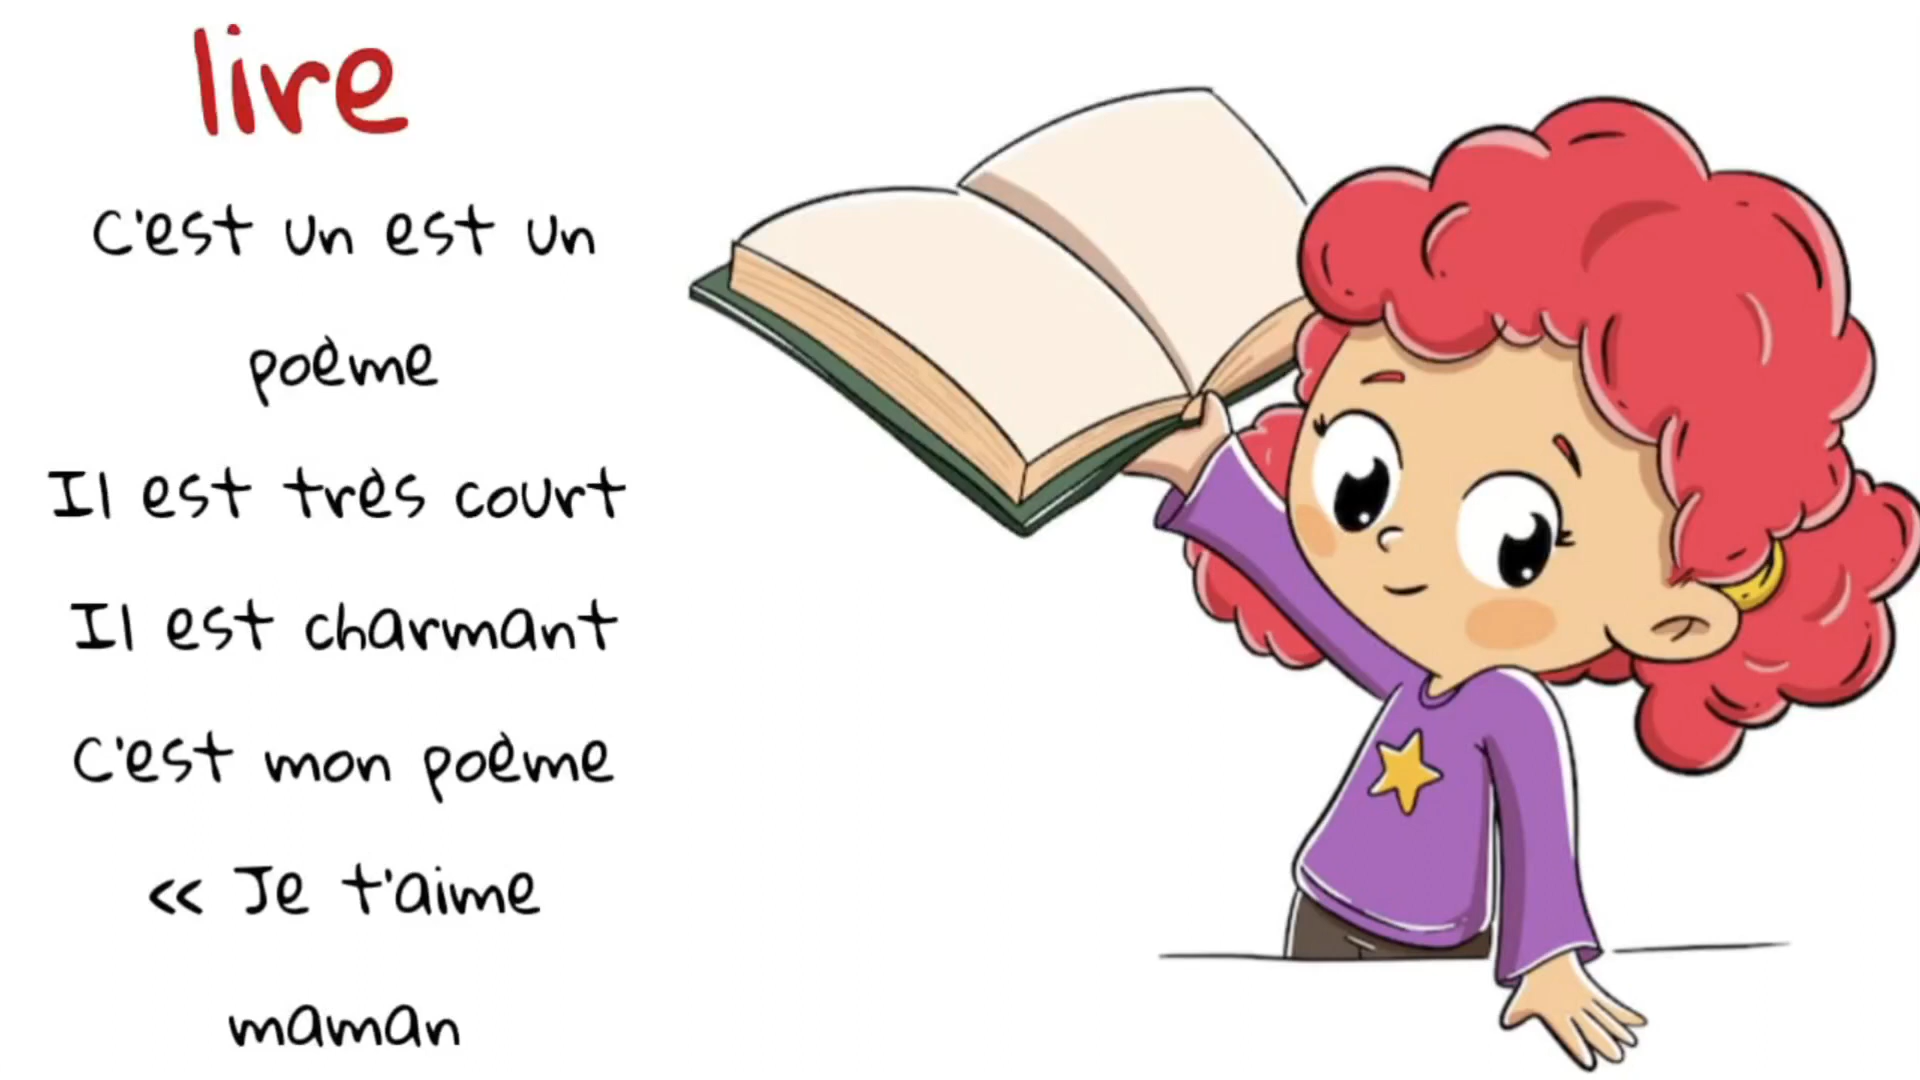 lire
C'est un est un
poème
Il est très court
Il est charmant
C'est mon poème
« Je t'aime
maman